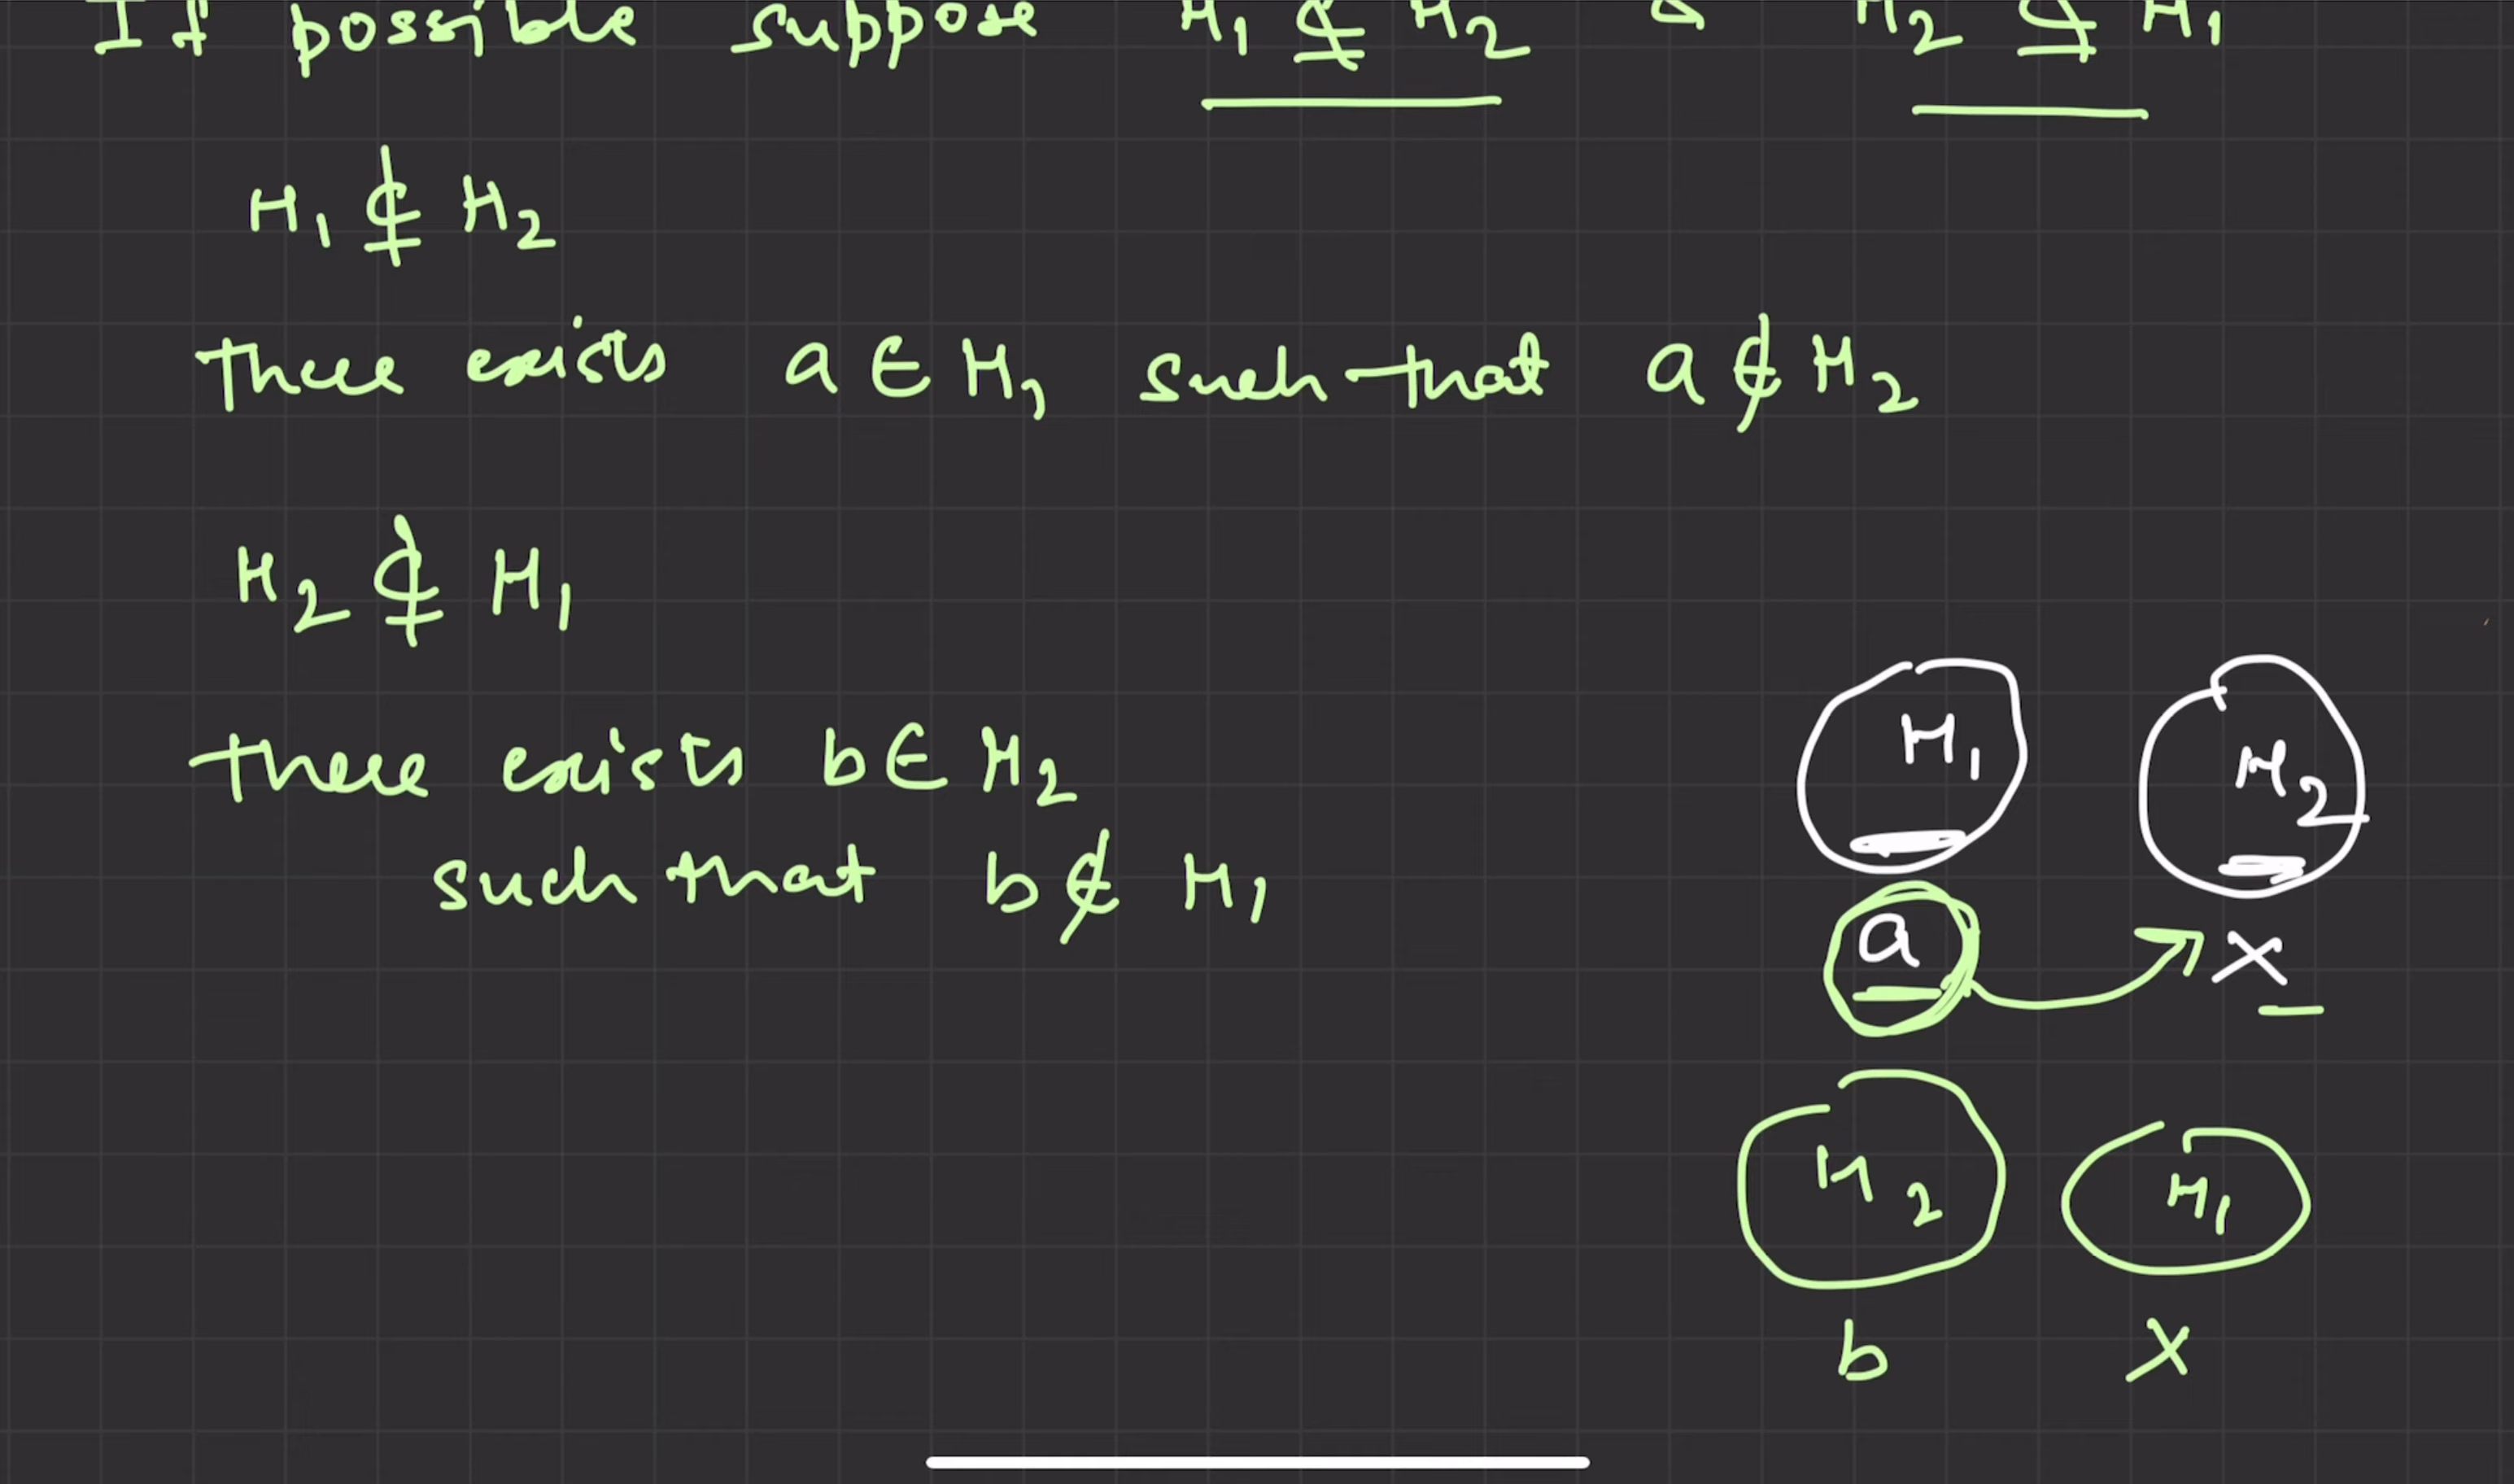 If possible suppose H₁ ⊈ H₂ & H₂ ⊈ H₁
H₁ ⊈ H₂
There exists a ∈ H₁ such that a ∉ H₂
H₂ ⊈ H₁
there exists b ∈ H₂
such that b ∉ H₁
H₁ H₂
a x
H₂ H₁
b x